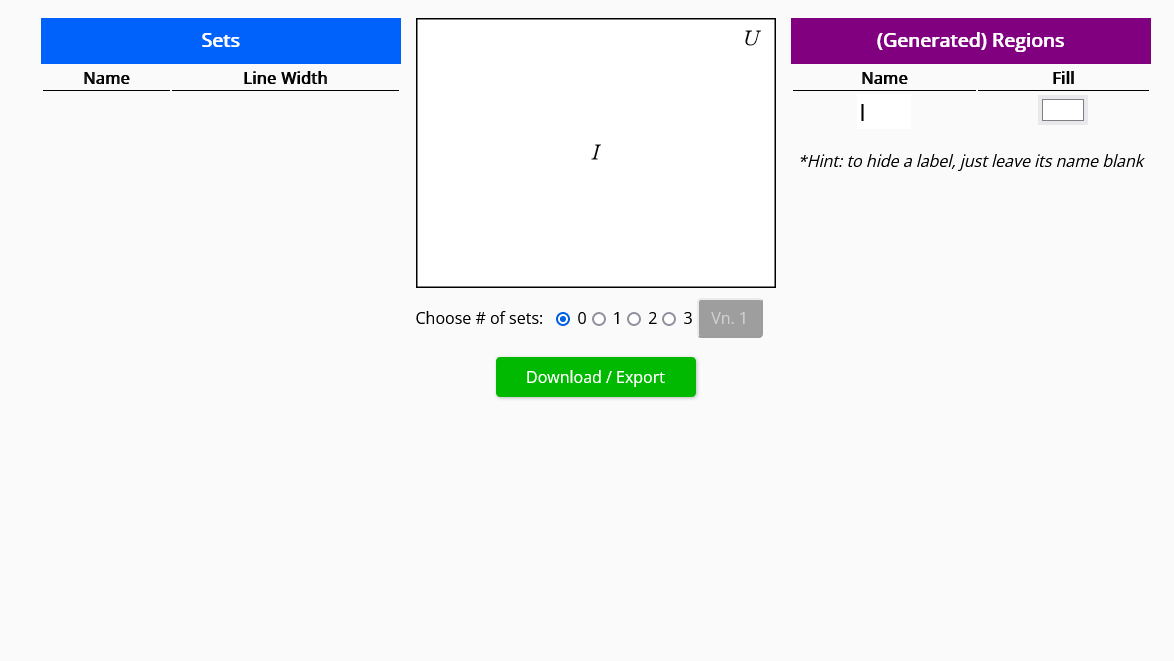 Sets
Name Line Width
U
I
Choose # of sets: 0 1 2 3 Vn. 1
Download / Export
(Generated) Regions
Name Fill
I
*Hint: to hide a label, just leave its name blank